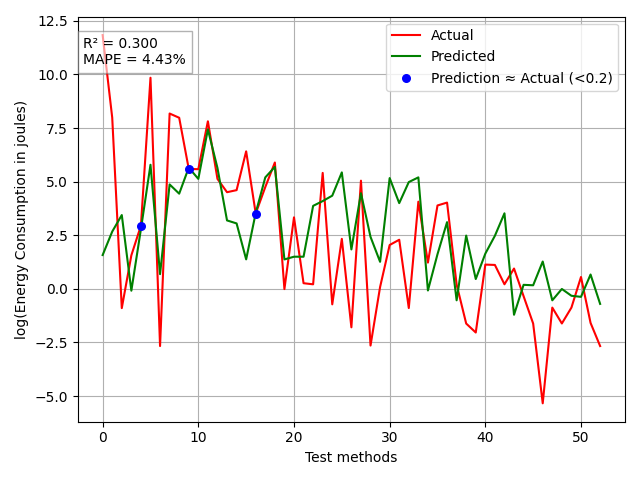 R² = 0.300
MAPE = 4.43%
Actual
Predicted
Prediction ≈ Actual (<0.2)
12.5
10.0
7.5
5.0
2.5
0.0
−2.5
−5.0
log(Energy Consumption in joules)
0 10 20 30 40 50
Test methods